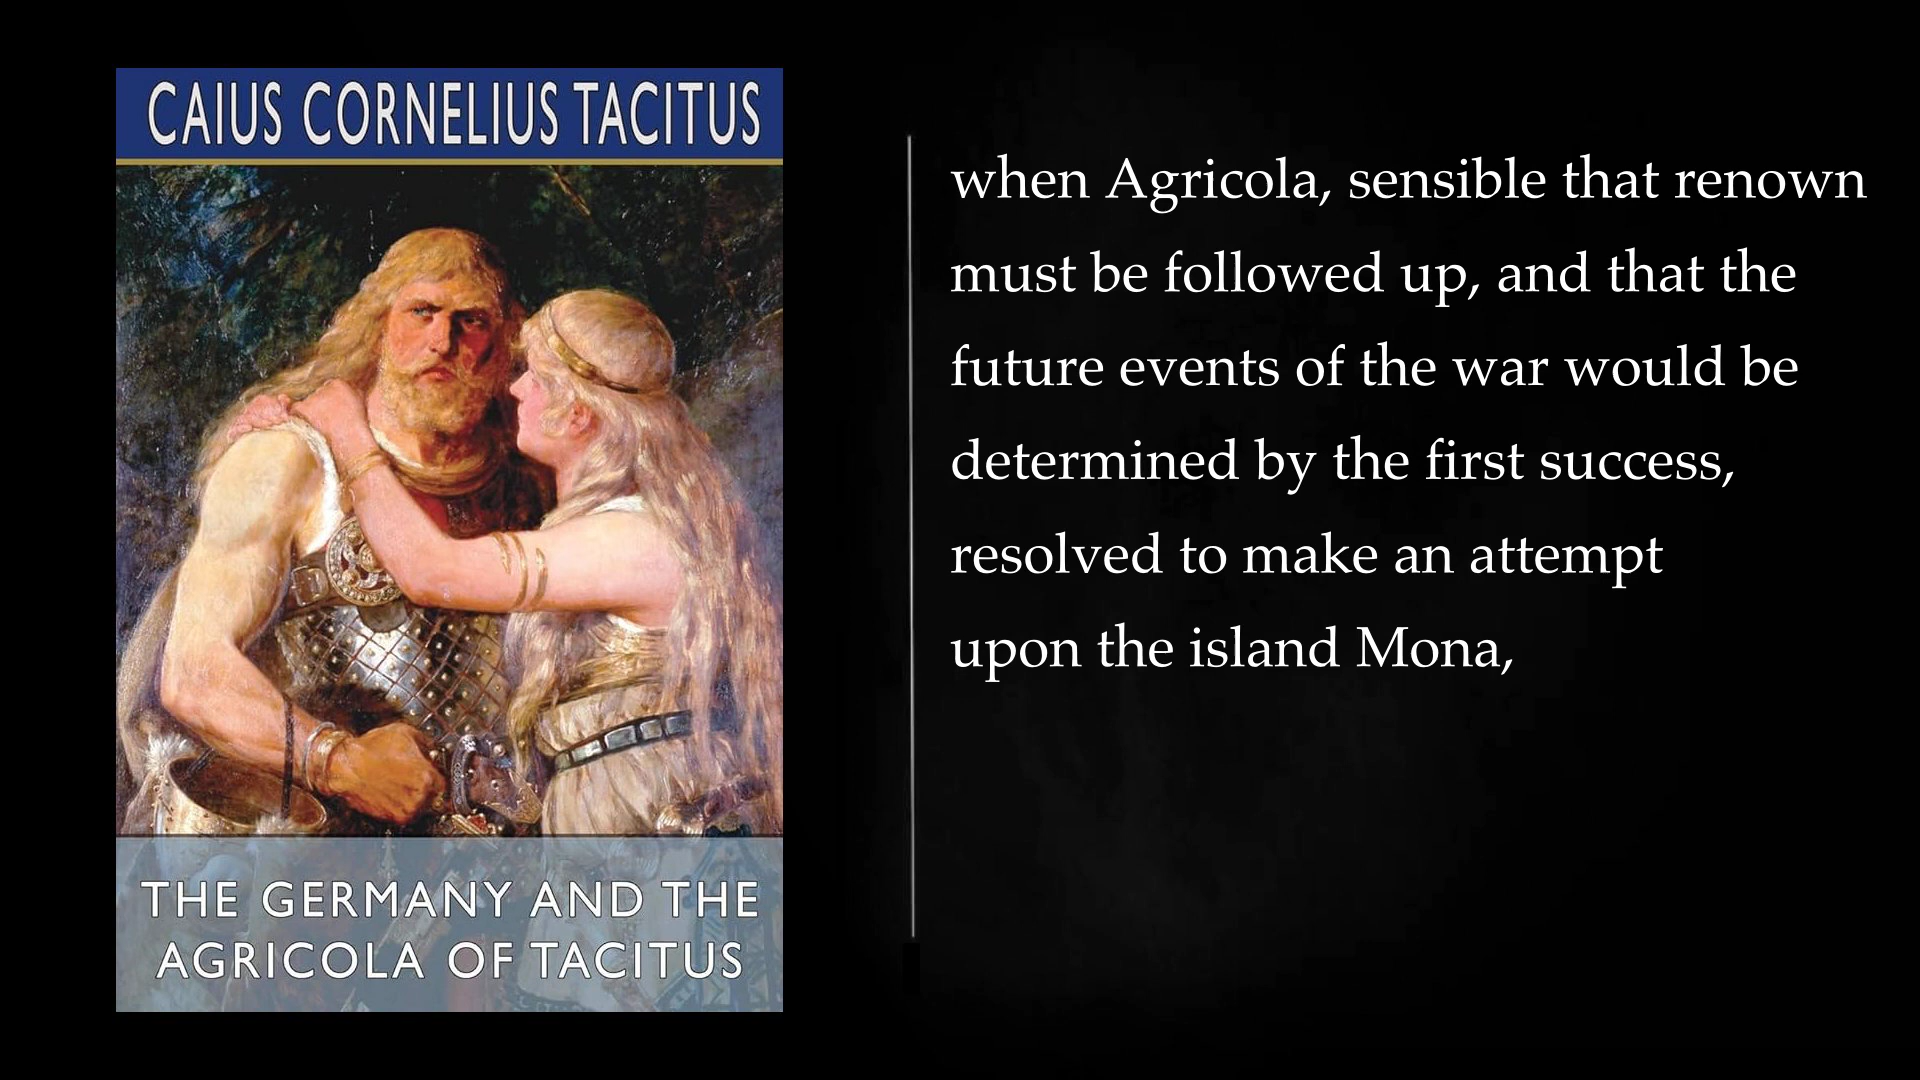 CAIUS CORNELIUS TACITUS
THE GERMANY AND THE
AGRICOLA OF TACITUS
when Agricola, sensible that renown
must be followed up, and that the
future events of the war would be
determined by the first success,
resolved to make an attempt
upon the island Mona,